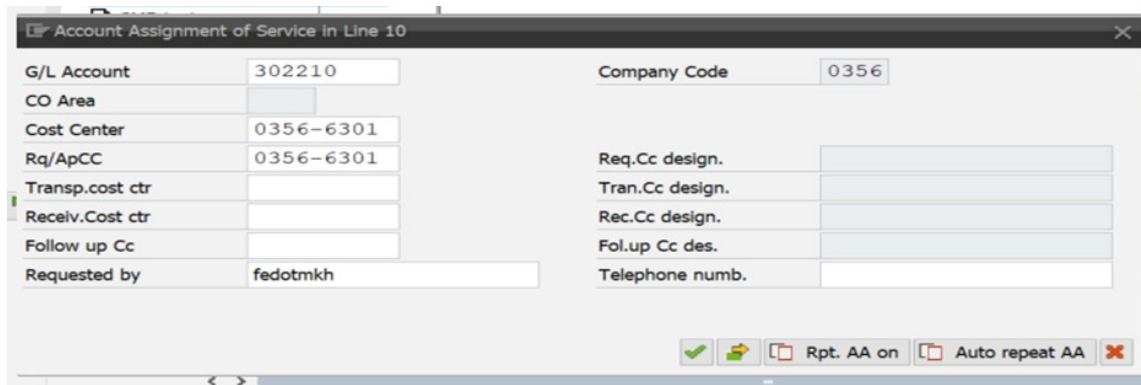 Account Assignment of Service in Line 10
G/L Account 302210 Company Code 0356
CO Area
Cost Center 0356-6301
Rq/ApCC 0356-6301 Req.Cc design.
Transp.cost ctr Tran.Cc design.
Receiv.Cost ctr Rec.Cc design.
Follow up Cc Fol.up Cc des.
Requested by fedotmkh Telephone numb.
Rpt. AA on Auto repeat AA